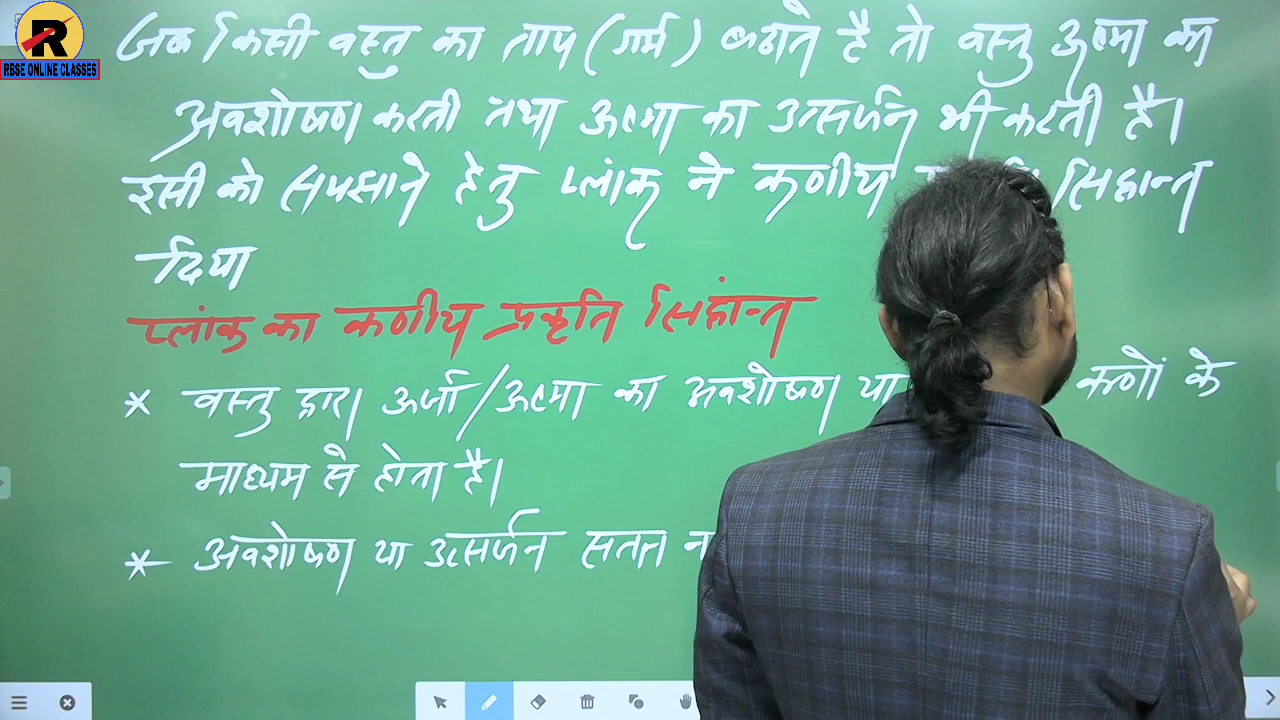 R
RBSE ONLINE CLASSES
जब किसी वस्तु का ताप (गर्म) बढाते है तो वस्तु ऊष्मा का
अवशोषण करती तथा ऊष्मा का उत्सर्जन भी करती है।
इसी को समझाने हेतु प्लांक ने कणीय सिद्दान्त
दिया
प्लांक का कणीय प्रकृति सिद्दांन्त
* वस्तु द्वारा ऊर्जा/ऊष्मा का अवशोषण या कणों के
माध्यम से होता है।
* अवशोषण या उत्सर्जन सतत